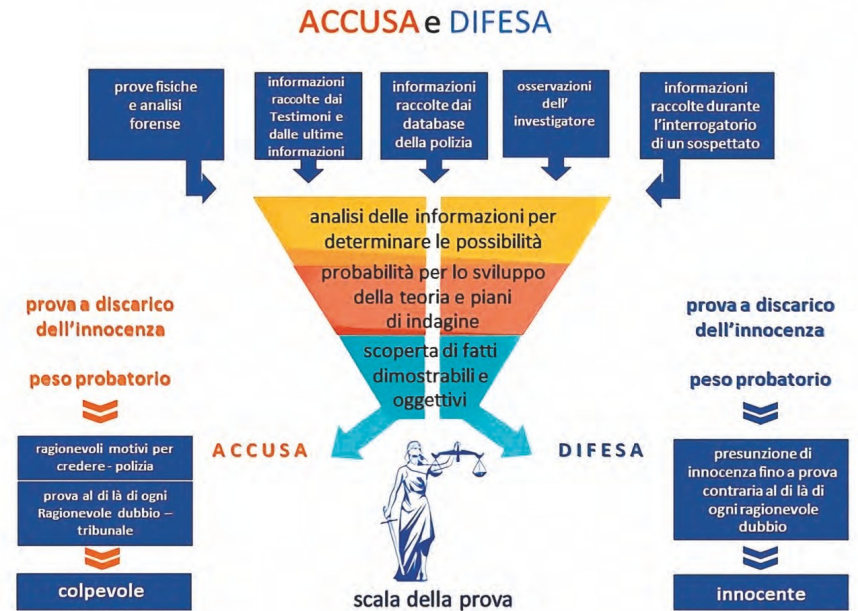 ACCUSA e DIFESA
prove fisiche
e analisi
forense
informazioni
raccolte dai
Testimoni e
dalle ultime
informazioni
informazioni
raccolte dai
database
della polizia
osservazioni
dell'
investigatore
informazioni
raccolte durante
l'interrogatorio
di un sospettato
analisi delle informazioni per
determinare le possibilità
probabilità per lo sviluppo
della teoria e piani
di indagine
scoperta di fatti
dimostrabili e
oggettivi
prova a discarico
dell'innocenza
peso probatorio
ragionevoli motivi per
credere - polizia
prova al di là di ogni
Ragionevole dubbio –
tribunale
colpevole
ACCUSA
DIFESA
scala della prova
prova a discarico
dell'innocenza
peso probatorio
presunzione di
innocenza fino a prova
contraria al di là di
ogni ragionevole
dubbio
innocente